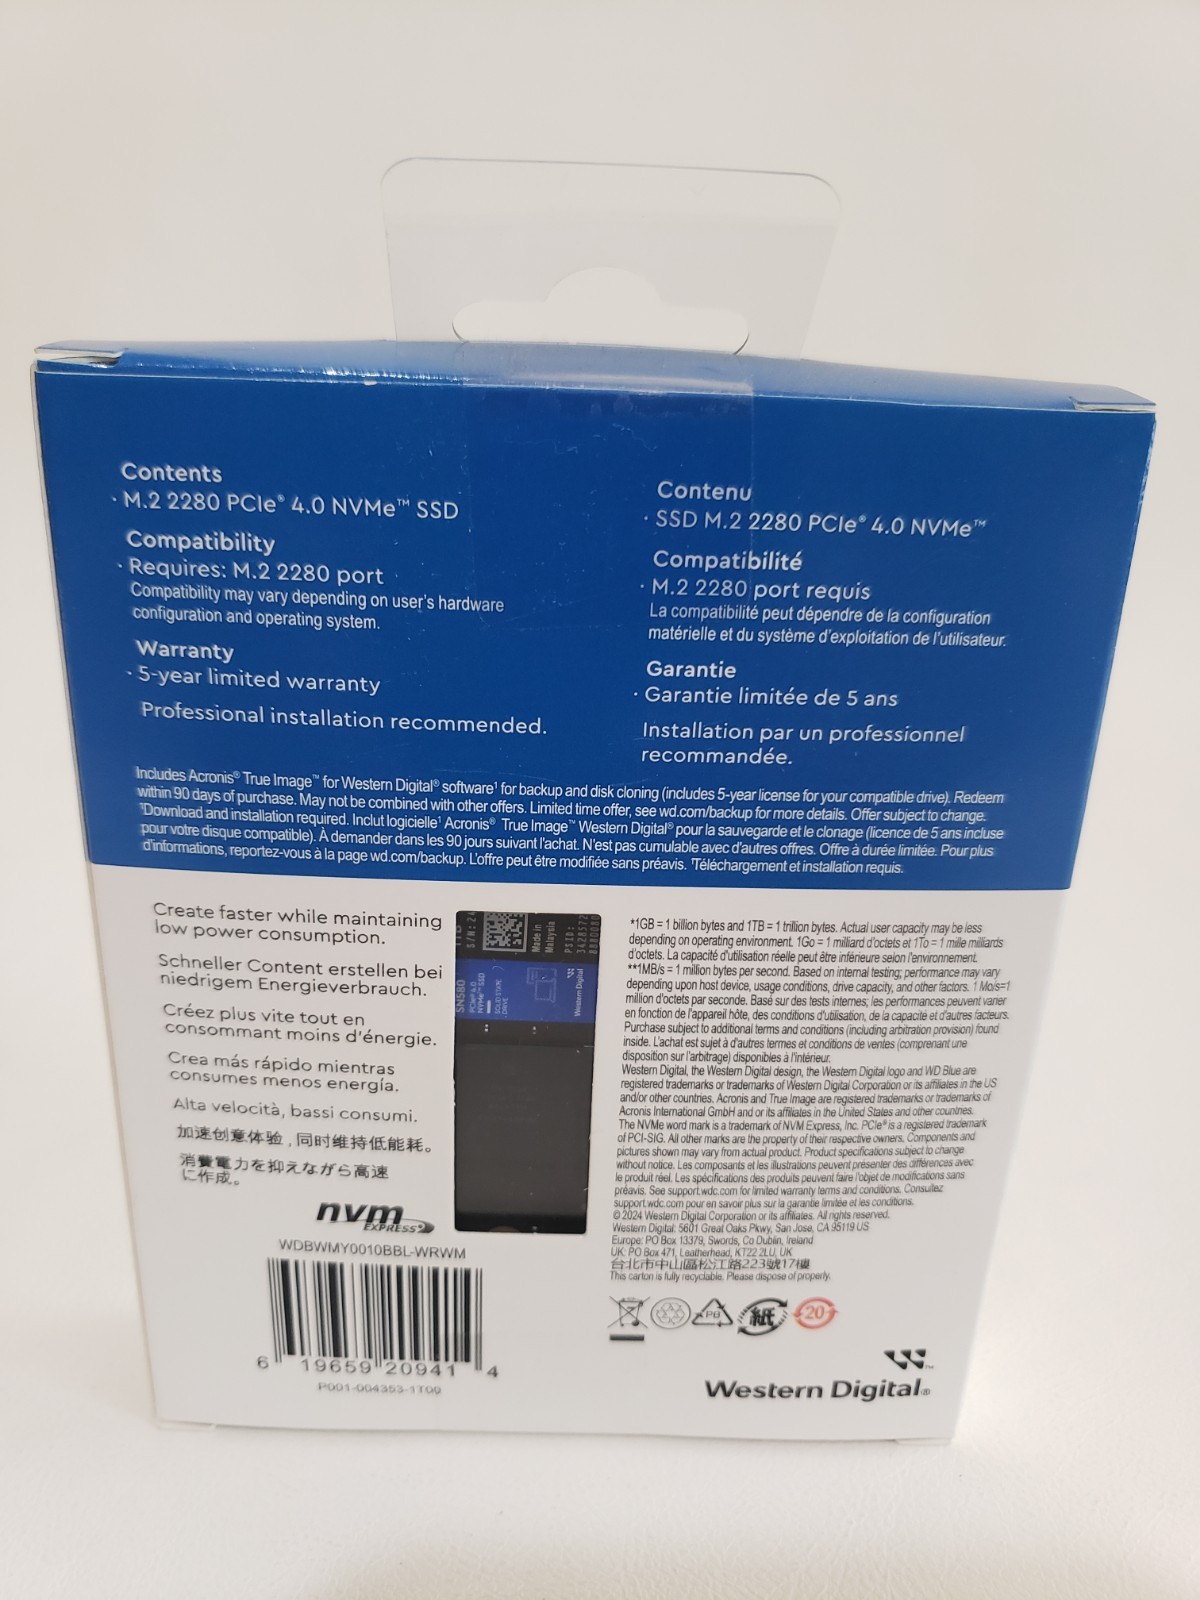 Contents
· M.2 2280 PCIe® 4.0 NVMe™ SSD
Compatibility
· Requires: M.2 2280 port
Compatibility may vary depending on user's hardware
configuration and operating system.
Warranty
· 5-year limited warranty
Professional installation recommended.
Contenu
· SSD M.2 2280 PCIe® 4.0 NVMe™
Compatibilité
· M.2 2280 port requis
La compatibilité peut dépendre de la configuration
matérielle et du système d'exploitation de l'utilisateur.
Garantie
· Garantie limitée de 5 ans
Installation par un professionnel
recommandée.
Includes Acronis® True Image™ for Western Digital® software¹ for backup and disk cloning (includes 5-year license for your compatible drive). Redeem
within 90 days of purchase. May not be combined with other offers. Limited time offer, see wd.com/backup for more details. Offer subject to change.
¹Download and installation required. Inclut logicielle¹ Acronis® True Image™ Western Digital® pour la sauvegarde et le clonage (licence de 5 ans incluse
pour votre disque compatible). À demander dans les 90 jours suivant l'achat. N'est pas cumulable avec d'autres offres. Offre à durée limitée. Pour plus
d'informations, reportez-vous à la page wd.com/backup. L'offre peut être modifiée sans préavis. ¹Téléchargement et installation requis.
Create faster while maintaining
low power consumption.
Schneller Content erstellen bei
niedrigem Energieverbrauch.
Créez plus vite tout en
consommant moins d'énergie.
Crea más rápido mientras
consumes menos energía.
Alta velocità, bassi consumi.
加速创意体验，同时维持低能耗。
消費電力を抑えながら高速
に作成。
nvm
EXPRESS
WDBWMY0010BBL-WRWM
6 19659 20941 4
P001-004353-1T00
S/N: 24
Made in
Malaysia
PSID:
3428572
8880080
SN580
PCIe® 4.0
NVMe™ SSD
SOLID STATE
DRIVE
Western Digital
*1GB = 1 billion bytes and 1TB = 1 trillion bytes. Actual user capacity may be less
depending on operating environment. 1Go = 1 milliard d'octets et 1To = 1 mille milliards
d'octets. La capacité d'utilisation réelle peut être inférieure selon l'environnement.
**1MB/s = 1 million bytes per second. Based on internal testing; performance may vary
depending upon host device, usage conditions, drive capacity, and other factors. 1 Mo/s=1
million d'octets par seconde. Basé sur des tests internes; les performances peuvent varier
en fonction de l'appareil hôte, des conditions d'utilisation, de la capacité et d'autres facteurs.
Purchase subject to additional terms and conditions (including arbitration provision) found
inside. L'achat est sujet à d'autres termes et conditions de ventes (comprenant une
disposition sur l'arbitrage) disponibles à l'intérieur.
Western Digital, the Western Digital design, the Western Digital logo and WD Blue are
registered trademarks or trademarks of Western Digital Corporation or its affiliates in the US
and/or other countries. Acronis and True Image are registered trademarks or trademarks of
Acronis International GmbH and or its affiliates in the United States and other countries.
The NVMe word mark is a trademark of NVM Express, Inc. PCIe® is a registered trademark
of PCI-SIG. All other marks are the property of their respective owners. Components and
pictures shown may vary from actual product. Product specifications subject to change
without notice. Les composants et les illustrations peuvent présenter des différences avec
le produit réel. Les spécifications des produits peuvent faire l'objet de modifications sans
préavis. See support.wdc.com for limited warranty terms and conditions. Consultez
support.wdc.com pour en savoir plus sur la garantie limitée et les conditions.
© 2024 Western Digital Corporation or its affiliates. All rights reserved.
Western Digital: 5601 Great Oaks Pkwy, San Jose, CA 95119 US
Europe: PO Box 13379, Swords, Co Dublin, Ireland
UK: PO Box 471, Leatherhead, KT22 2LU, UK
台北市中山區松江路223號17樓
This carton is fully recyclable. Please dispose of properly.
PB
紙
20
Western Digital®